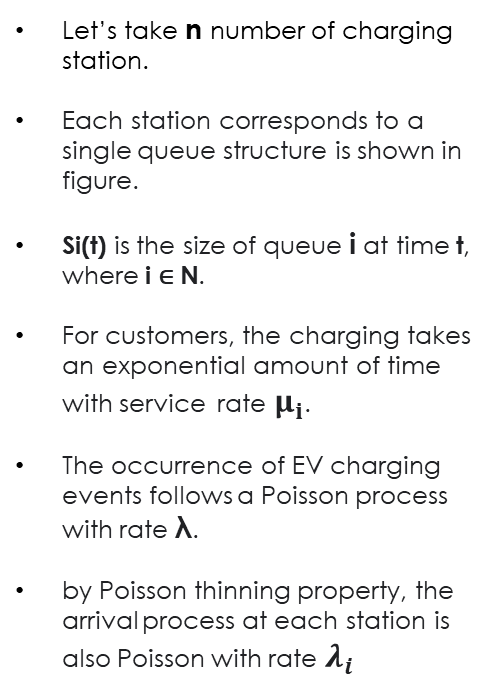 • Let's take n number of charging
station.
• Each station corresponds to a
single queue structure is shown in
figure.
• Si(t) is the size of queue i at time t,
where i ∈ N.
• For customers, the charging takes
an exponential amount of time
with service rate μᵢ.
• The occurrence of EV charging
events follows a Poisson process
with rate λ.
• by Poisson thinning property, the
arrival process at each station is
also Poisson with rate λᵢ